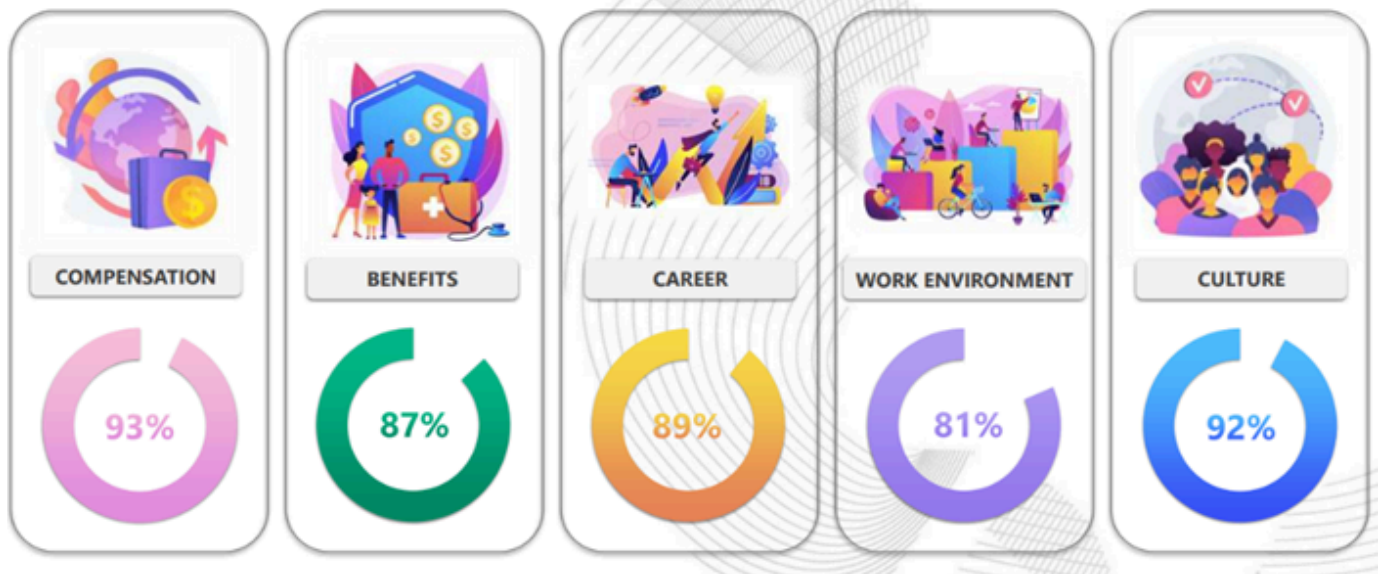 COMPENSATION
BENEFITS
CAREER
WORK ENVIRONMENT
CULTURE
93%
87%
89%
81%
92%